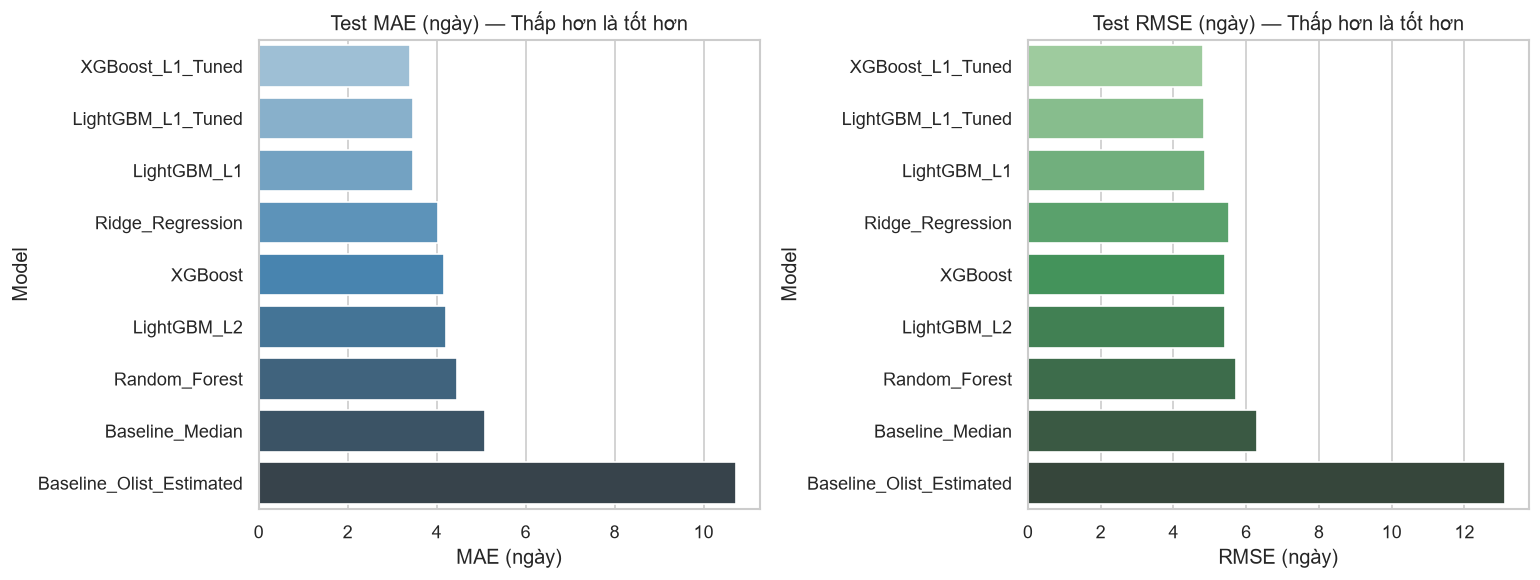 Test MAE (ngày) — Thấp hơn là tốt hơn
Model
XGBoost_L1_Tuned
LightGBM_L1_Tuned
LightGBM_L1
Ridge_Regression
XGBoost
LightGBM_L2
Random_Forest
Baseline_Median
Baseline_Olist_Estimated
0 2 4 6 8 10
MAE (ngày)
Test RMSE (ngày) — Thấp hơn là tốt hơn
Model
XGBoost_L1_Tuned
LightGBM_L1_Tuned
LightGBM_L1
Ridge_Regression
XGBoost
LightGBM_L2
Random_Forest
Baseline_Median
Baseline_Olist_Estimated
0 2 4 6 8 10 12
RMSE (ngày)